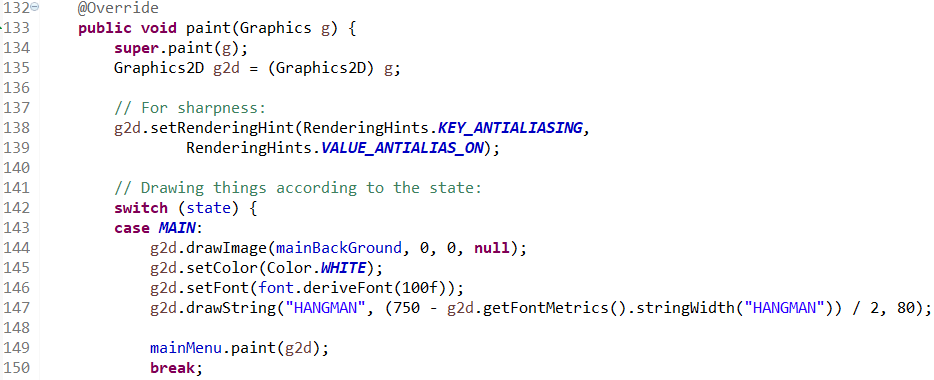 132 @Override
133 public void paint(Graphics g) {
134 super.paint(g);
135 Graphics2D g2d = (Graphics2D) g;
136
137 // For sharpness:
138 g2d.setRenderingHint(RenderingHints.KEY_ANTIALIASING,
139 RenderingHints.VALUE_ANTIALIAS_ON);
140
141 // Drawing things according to the state:
142 switch (state) {
143 case MAIN:
144 g2d.drawImage(mainBackGround, 0, 0, null);
145 g2d.setColor(Color.WHITE);
146 g2d.setFont(font.deriveFont(100f));
147 g2d.drawString("HANGMAN", (750 - g2d.getFontMetrics().stringWidth("HANGMAN")) / 2, 80);
148
149 mainMenu.paint(g2d);
150 break;